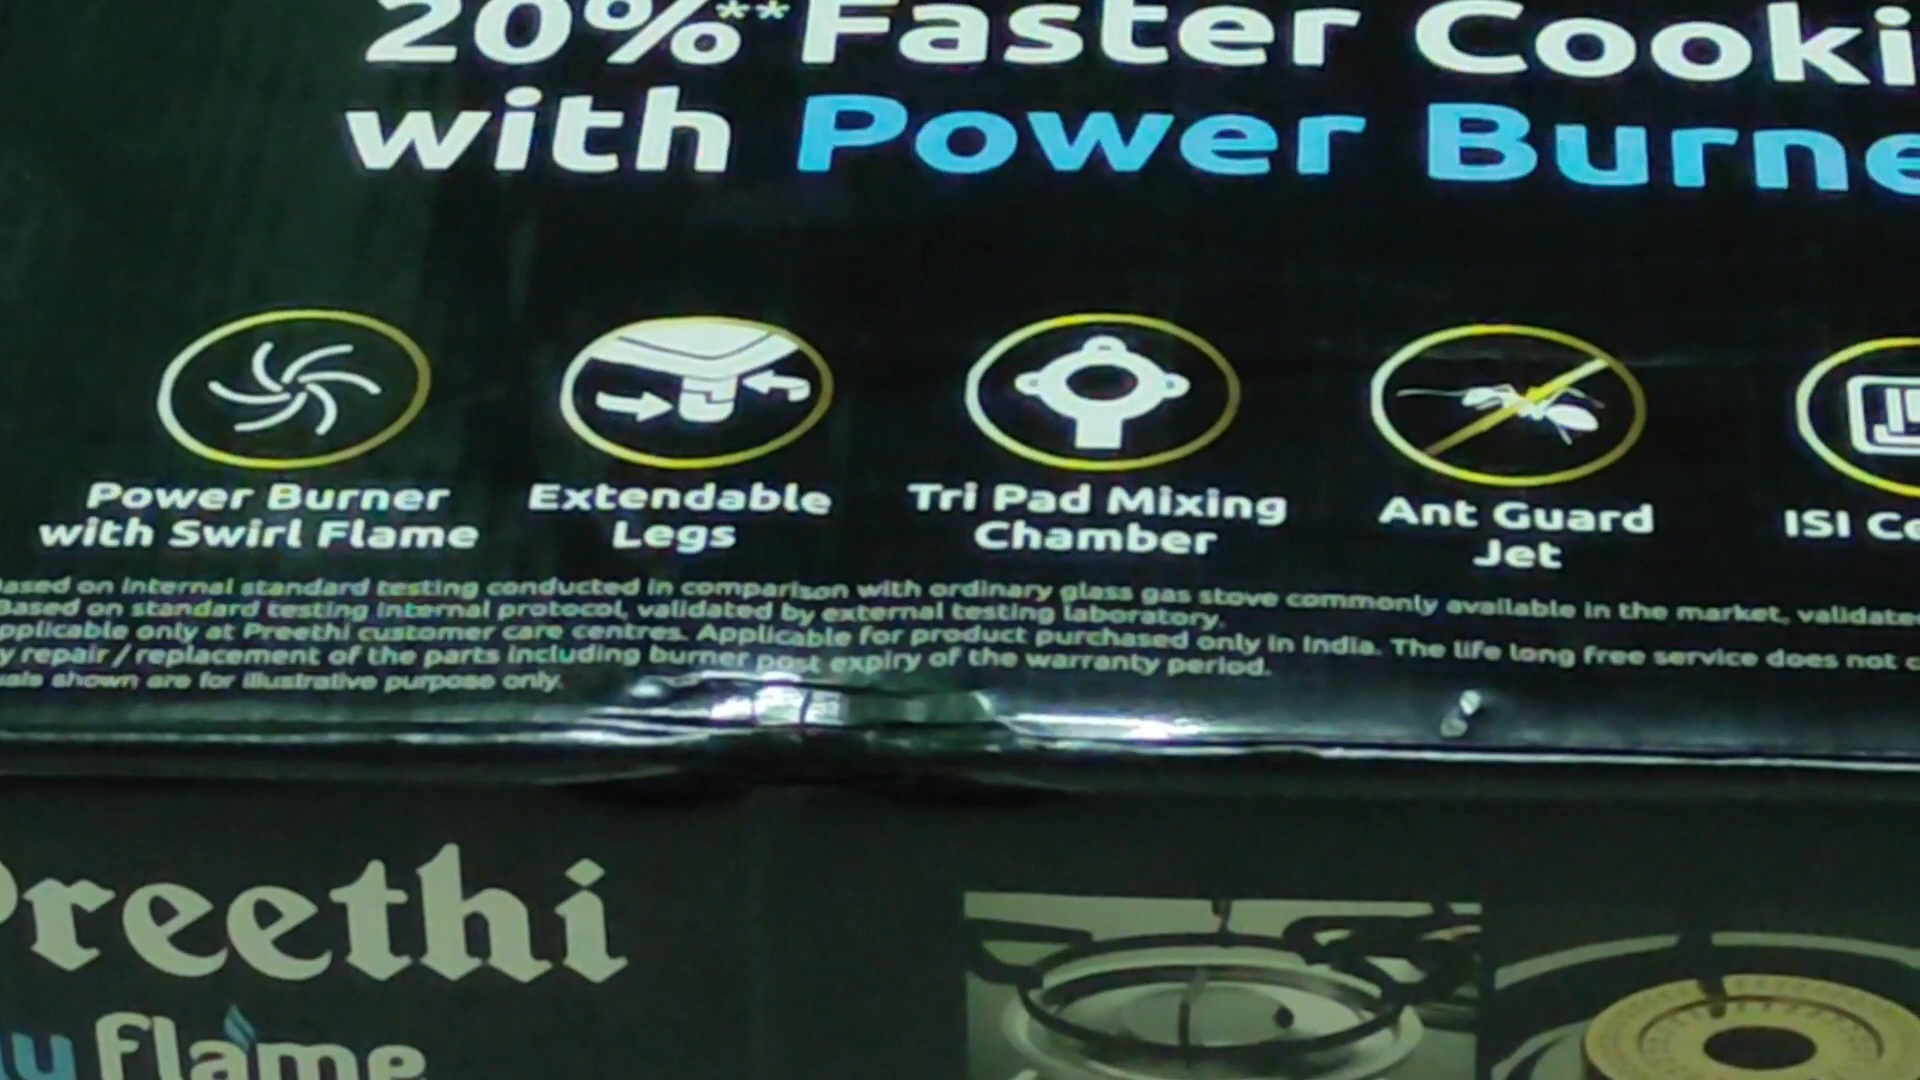 20%** Faster Cooki
with Power Burne
Power Burner
with Swirl Flame
Extendable
Legs
Tri Pad Mixing
Chamber
Ant Guard
Jet
ISI Ce
ased on internal standard testing conducted in comparison with ordinary glass gas stove commonly available in the market, validate
Based on standard testing internal protocol, validated by external testing laboratory.
pplicable only at Preethi customer care centres. Applicable for product purchased only in India. The life long free service does not c
y repair / replacement of the parts including burner post expiry of the warranty period.
uals shown are for illustrative purpose only.
Preethi
lu flame